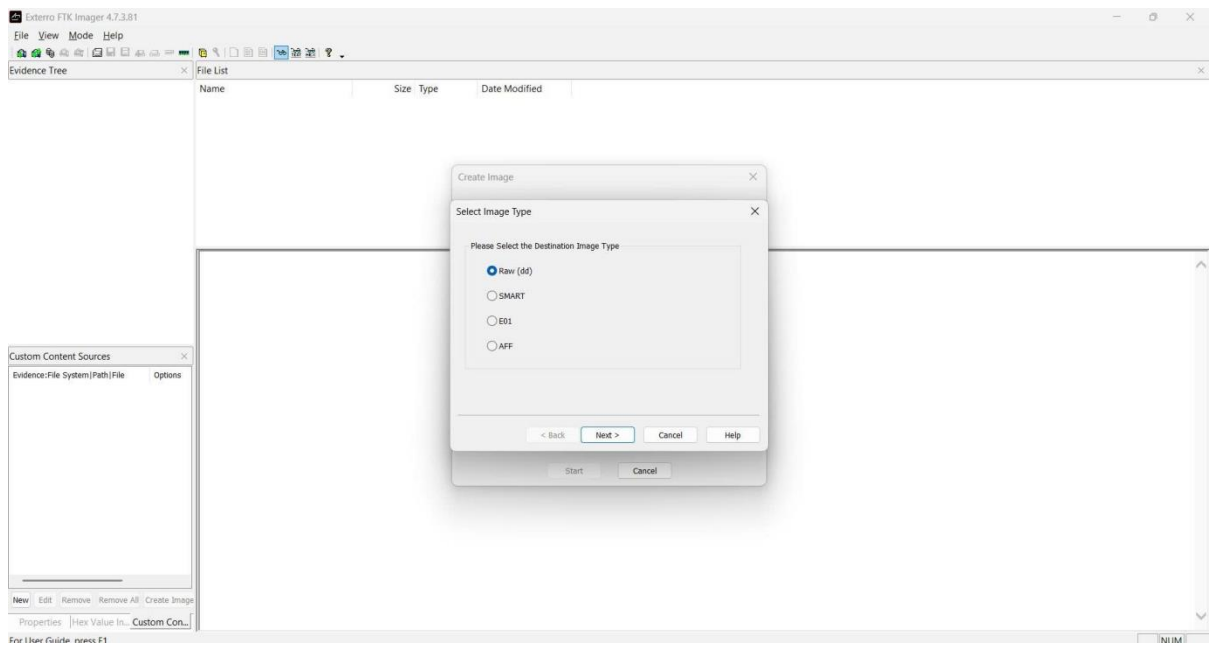 Exterro FTK Imager 4.7.3.81
File View Mode Help
Evidence Tree
File List
Name Size Type Date Modified
Create Image
Select Image Type
Please Select the Destination Image Type
Raw (dd)
SMART
E01
AFF
< Back Next > Cancel Help
Start Cancel
Custom Content Sources
Evidence:File System|Path|File Options
New Edit Remove Remove All Create Image
Properties Hex Value In... Custom Con...
For User Guide, press F1
NUM